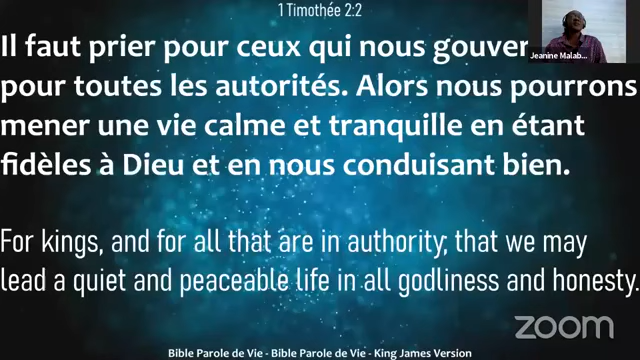 1 Timothée 2:2
Il faut prier pour ceux qui nous gouver
pour toutes les autorités. Alors nous pourrons
mener une vie calme et tranquille en étant
fidèles à Dieu et en nous conduisant bien.
For kings, and for all that are in authority; that we may
lead a quiet and peaceable life in all godliness and honesty.
Bible Parole de Vie - Bible Parole de Vie - King James Version
Jeanine Malab...
zoom